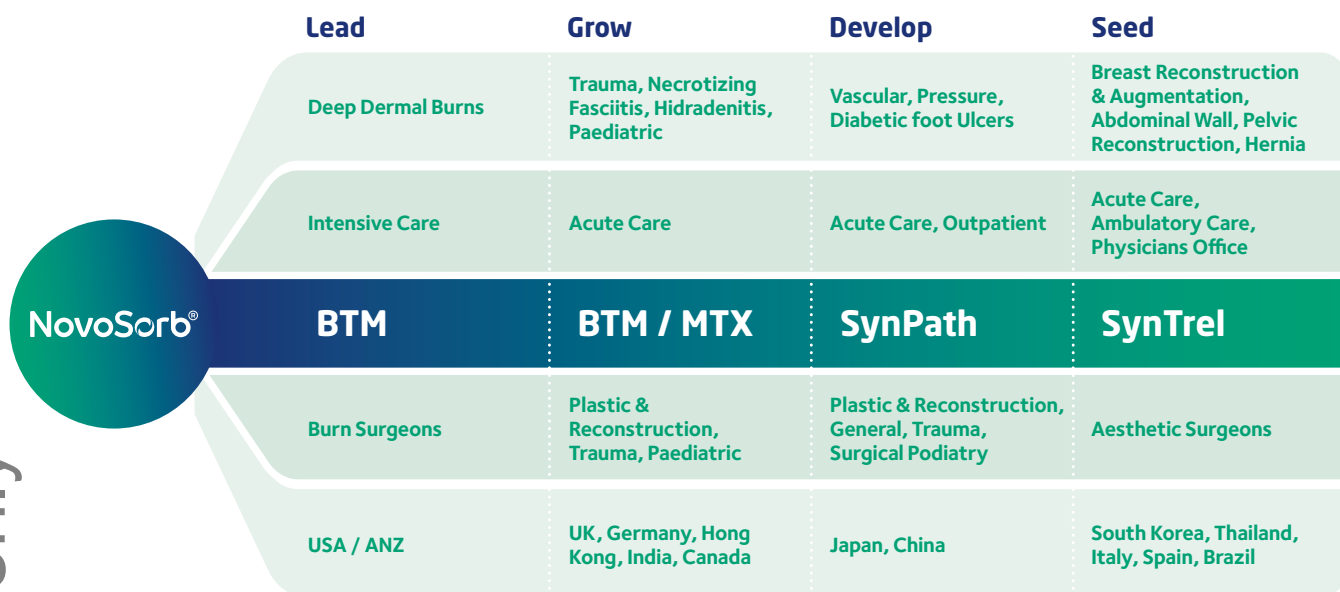 Lead
Grow
Develop
Seed
Deep Dermal Burns
Trauma, Necrotizing
Fasciitis, Hidradenitis,
Paediatric
Vascular, Pressure,
Diabetic foot Ulcers
Breast Reconstruction
& Augmentation,
Abdominal Wall, Pelvic
Reconstruction, Hernia
Intensive Care
Acute Care
Acute Care, Outpatient
Acute Care,
Ambulatory Care,
Physicians Office
NovoSorb®
BTM
BTM / MTX
SynPath
SynTrel
Burn Surgeons
Plastic &
Reconstruction,
Trauma, Paediatric
Plastic & Reconstruction,
General, Trauma,
Surgical Podiatry
Aesthetic Surgeons
USA / ANZ
UK, Germany, Hong
Kong, India, Canada
Japan, China
South Korea, Thailand,
Italy, Spain, Brazil